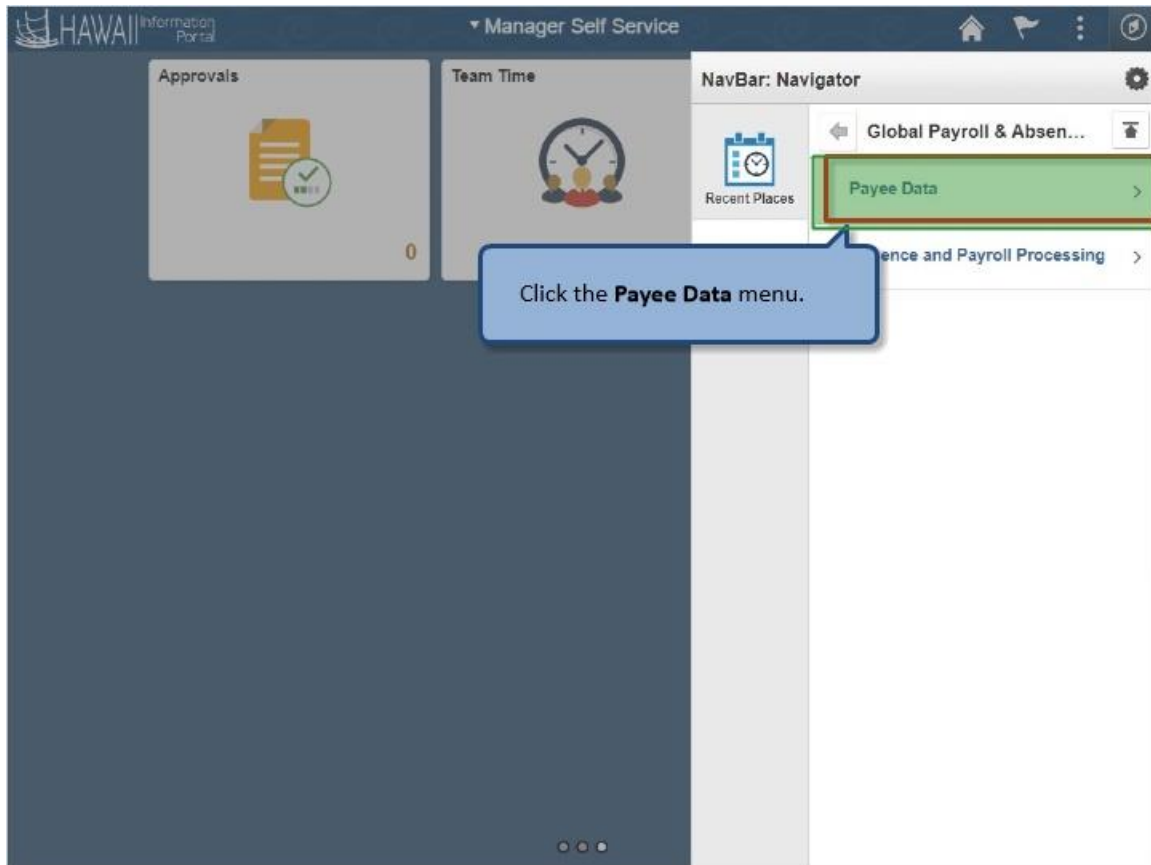 HAWAII Information
Portal
Manager Self Service
Approvals
0
Team Time
NavBar: Navigator
Recent Places
Global Payroll & Absen...
Payee Data
ence and Payroll Processing
Click the Payee Data menu.